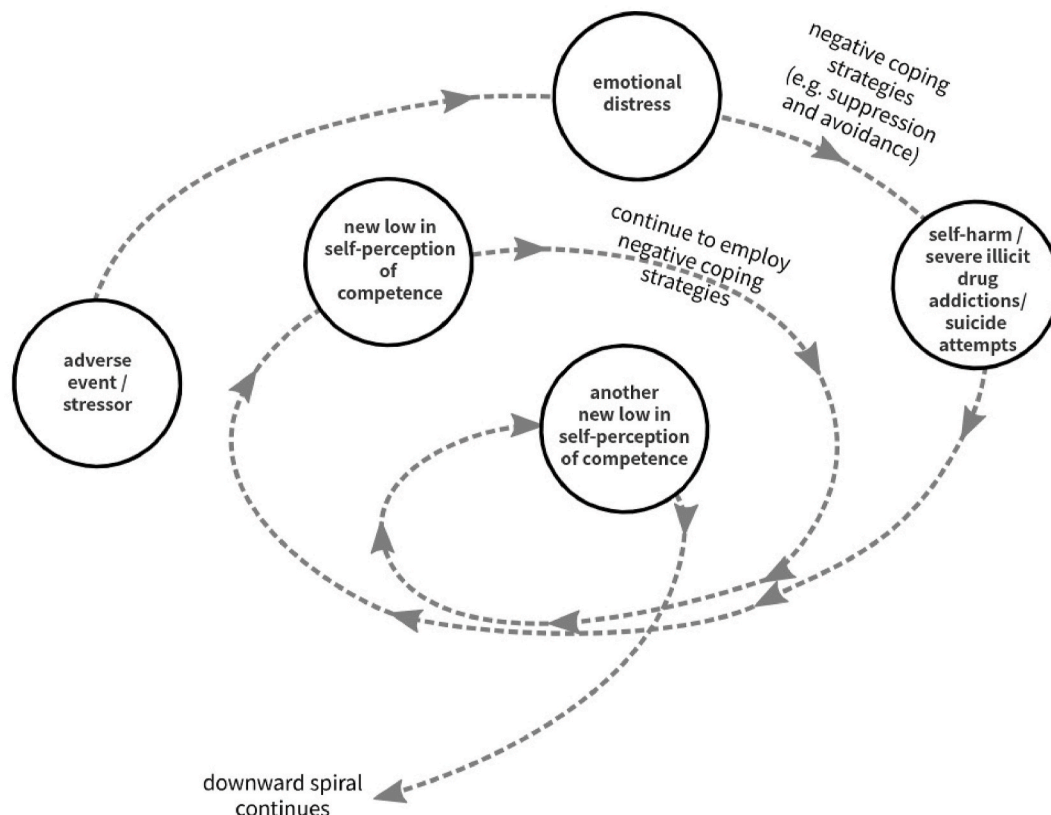 emotional
distress
negative coping
strategies
(e.g. suppression
and avoidance)
new low in
self-perception
of
competence
continue to employ
negative coping
strategies
self-harm /
severe illicit
drug
addictions/
suicide
attempts
adverse
event /
stressor
another
new low in
self-perception
of competence
downward spiral
continues